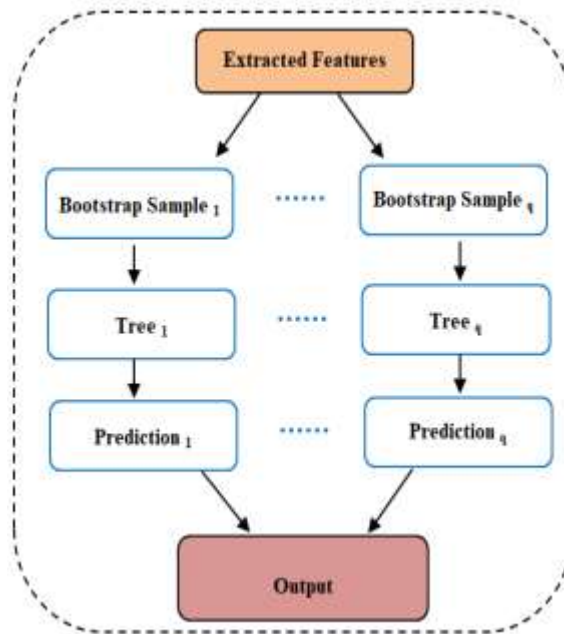 Extracted Features
Bootstrap Sample 1
Bootstrap Sample q
Tree 1
Tree q
Prediction 1
Prediction q
Output